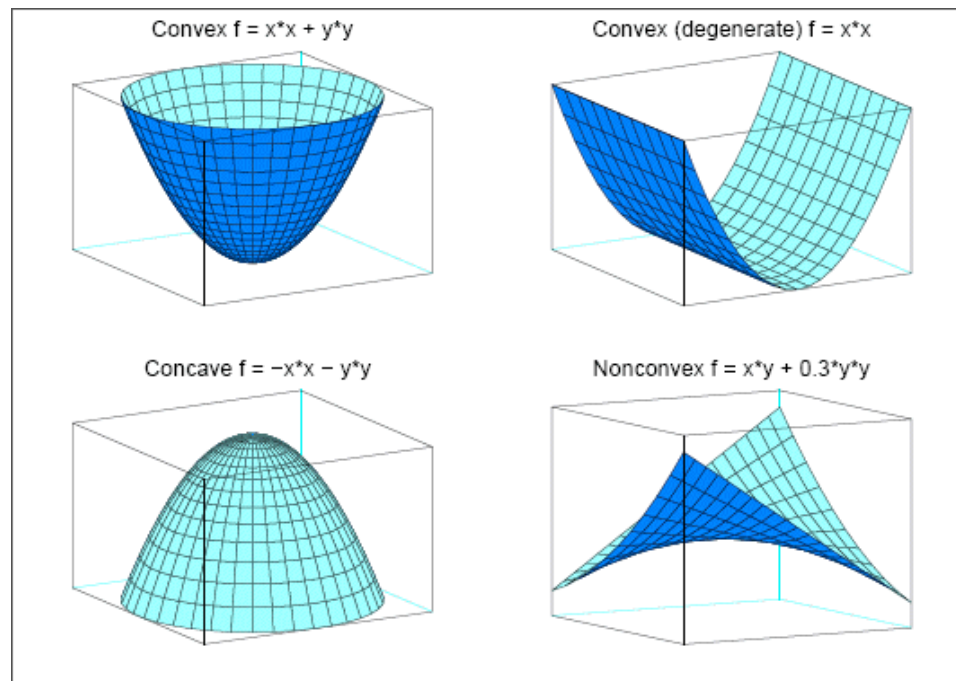 Convex f = x*x + y*y
Convex (degenerate) f = x*x
Concave f = −x*x − y*y
Nonconvex f = x*y + 0.3*y*y